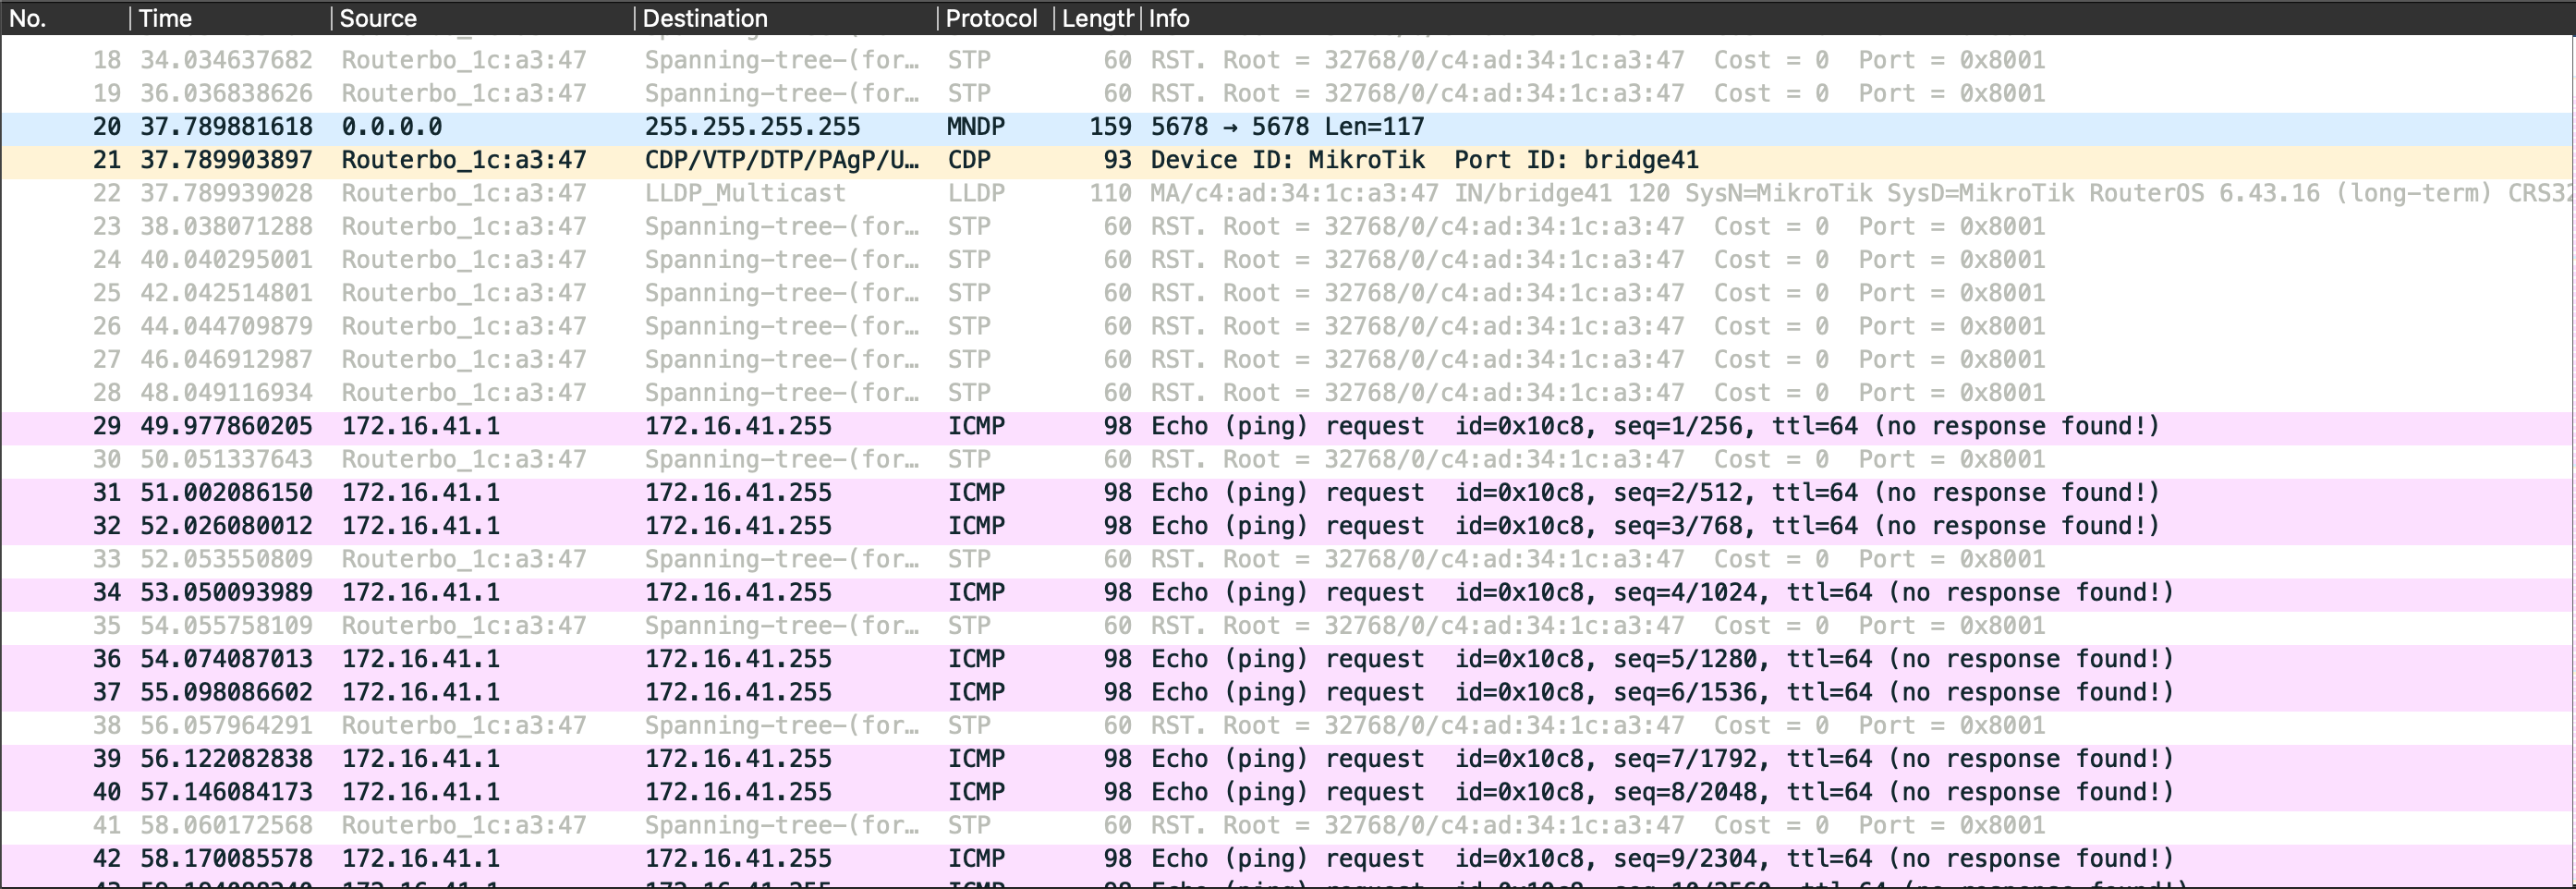 No. Time Source Destination Protocol Length Info
18 34.034637682 Routerbo_1c:a3:47 Spanning-tree-(for… STP 60 RST. Root = 32768/0/c4:ad:34:1c:a3:47 Cost = 0 Port = 0x8001
19 36.036838626 Routerbo_1c:a3:47 Spanning-tree-(for… STP 60 RST. Root = 32768/0/c4:ad:34:1c:a3:47 Cost = 0 Port = 0x8001
20 37.789881618 0.0.0.0 255.255.255.255 MNDP 159 5678 → 5678 Len=117
21 37.789903897 Routerbo_1c:a3:47 CDP/VTP/DTP/PAgP/U… CDP 93 Device ID: MikroTik Port ID: bridge41
22 37.789939028 Routerbo_1c:a3:47 LLDP_Multicast LLDP 110 MA/c4:ad:34:1c:a3:47 IN/bridge41 120 SysN=MikroTik SysD=MikroTik RouterOS 6.43.16 (long-term) CRS32
23 38.038071288 Routerbo_1c:a3:47 Spanning-tree-(for… STP 60 RST. Root = 32768/0/c4:ad:34:1c:a3:47 Cost = 0 Port = 0x8001
24 40.040295001 Routerbo_1c:a3:47 Spanning-tree-(for… STP 60 RST. Root = 32768/0/c4:ad:34:1c:a3:47 Cost = 0 Port = 0x8001
25 42.042514801 Routerbo_1c:a3:47 Spanning-tree-(for… STP 60 RST. Root = 32768/0/c4:ad:34:1c:a3:47 Cost = 0 Port = 0x8001
26 44.044709879 Routerbo_1c:a3:47 Spanning-tree-(for… STP 60 RST. Root = 32768/0/c4:ad:34:1c:a3:47 Cost = 0 Port = 0x8001
27 46.046912987 Routerbo_1c:a3:47 Spanning-tree-(for… STP 60 RST. Root = 32768/0/c4:ad:34:1c:a3:47 Cost = 0 Port = 0x8001
28 48.049116934 Routerbo_1c:a3:47 Spanning-tree-(for… STP 60 RST. Root = 32768/0/c4:ad:34:1c:a3:47 Cost = 0 Port = 0x8001
29 49.977860205 172.16.41.1 172.16.41.255 ICMP 98 Echo (ping) request id=0x10c8, seq=1/256, ttl=64 (no response found!)
30 50.051337643 Routerbo_1c:a3:47 Spanning-tree-(for… STP 60 RST. Root = 32768/0/c4:ad:34:1c:a3:47 Cost = 0 Port = 0x8001
31 51.002086150 172.16.41.1 172.16.41.255 ICMP 98 Echo (ping) request id=0x10c8, seq=2/512, ttl=64 (no response found!)
32 52.026080012 172.16.41.1 172.16.41.255 ICMP 98 Echo (ping) request id=0x10c8, seq=3/768, ttl=64 (no response found!)
33 52.053550809 Routerbo_1c:a3:47 Spanning-tree-(for… STP 60 RST. Root = 32768/0/c4:ad:34:1c:a3:47 Cost = 0 Port = 0x8001
34 53.050093989 172.16.41.1 172.16.41.255 ICMP 98 Echo (ping) request id=0x10c8, seq=4/1024, ttl=64 (no response found!)
35 54.055758109 Routerbo_1c:a3:47 Spanning-tree-(for… STP 60 RST. Root = 32768/0/c4:ad:34:1c:a3:47 Cost = 0 Port = 0x8001
36 54.074087013 172.16.41.1 172.16.41.255 ICMP 98 Echo (ping) request id=0x10c8, seq=5/1280, ttl=64 (no response found!)
37 55.098086602 172.16.41.1 172.16.41.255 ICMP 98 Echo (ping) request id=0x10c8, seq=6/1536, ttl=64 (no response found!)
38 56.057964291 Routerbo_1c:a3:47 Spanning-tree-(for… STP 60 RST. Root = 32768/0/c4:ad:34:1c:a3:47 Cost = 0 Port = 0x8001
39 56.122082838 172.16.41.1 172.16.41.255 ICMP 98 Echo (ping) request id=0x10c8, seq=7/1792, ttl=64 (no response found!)
40 57.146084173 172.16.41.1 172.16.41.255 ICMP 98 Echo (ping) request id=0x10c8, seq=8/2048, ttl=64 (no response found!)
41 58.060172568 Routerbo_1c:a3:47 Spanning-tree-(for… STP 60 RST. Root = 32768/0/c4:ad:34:1c:a3:47 Cost = 0 Port = 0x8001
42 58.170085578 172.16.41.1 172.16.41.255 ICMP 98 Echo (ping) request id=0x10c8, seq=9/2304, ttl=64 (no response found!)